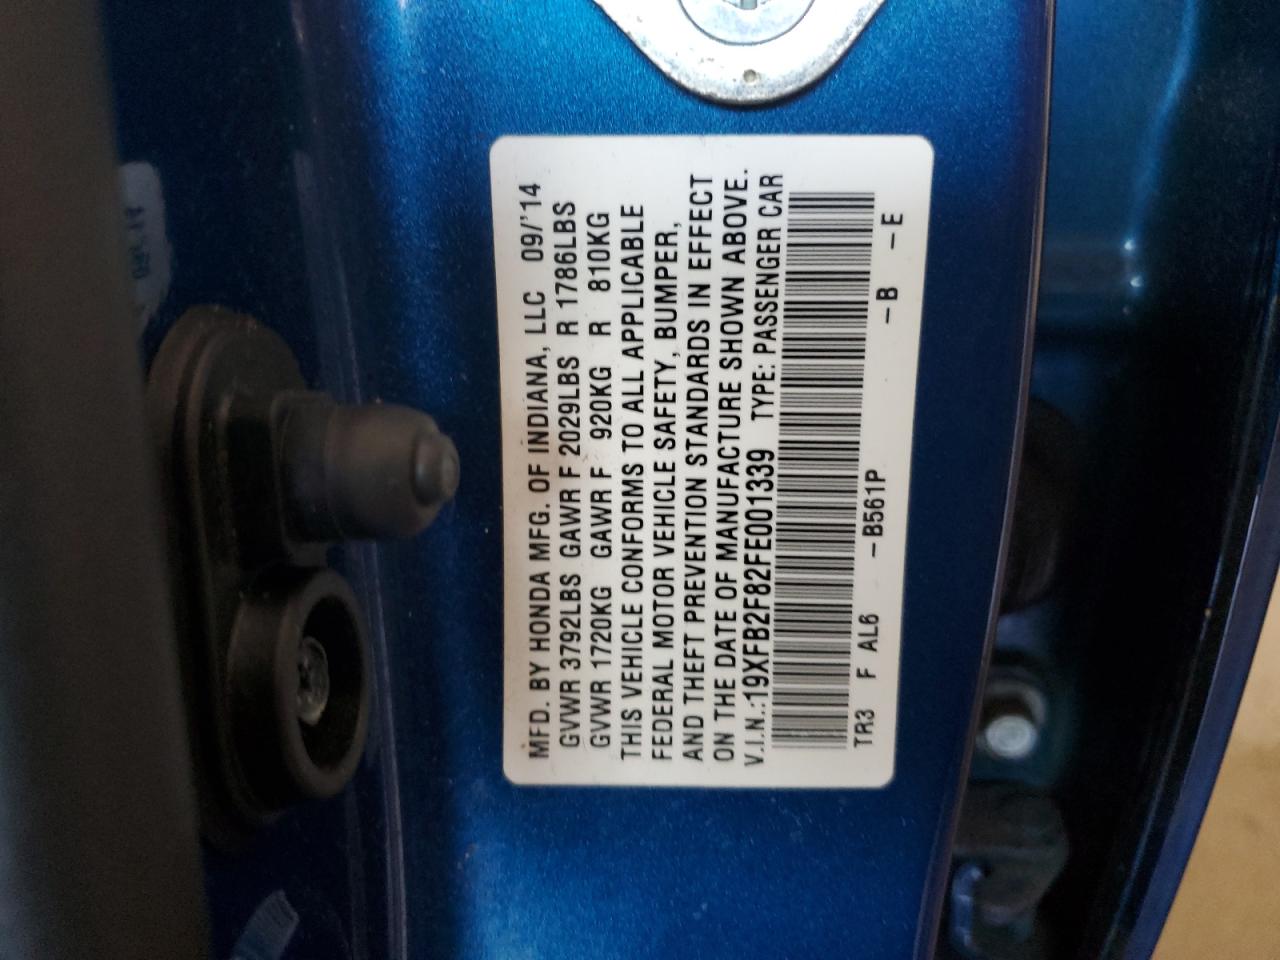 MFD. BY HONDA MFG. OF INDIANA, LLC 09/'14
GVWR 3792LBS GAWR F 2029LBS R 1786LBS
GVWR 1720KG GAWR F 920KG R 810KG
THIS VEHICLE CONFORMS TO ALL APPLICABLE
FEDERAL MOTOR VEHICLE SAFETY, BUMPER,
AND THEFT PREVENTION STANDARDS IN EFFECT
ON THE DATE OF MANUFACTURE SHOWN ABOVE.
V.I.N.:19XFB2F82FE001339 TYPE: PASSENGER CAR
TR3 F AL6 -B561P -B -E